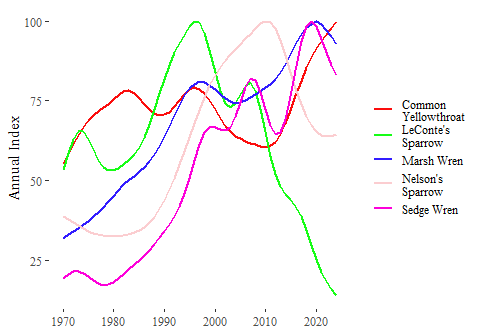 100
75
50
25
Annual Index
1970
1980
1990
2000
2010
2020
Common
Yellowthroat
LeConte's
Sparrow
Marsh Wren
Nelson's
Sparrow
Sedge Wren